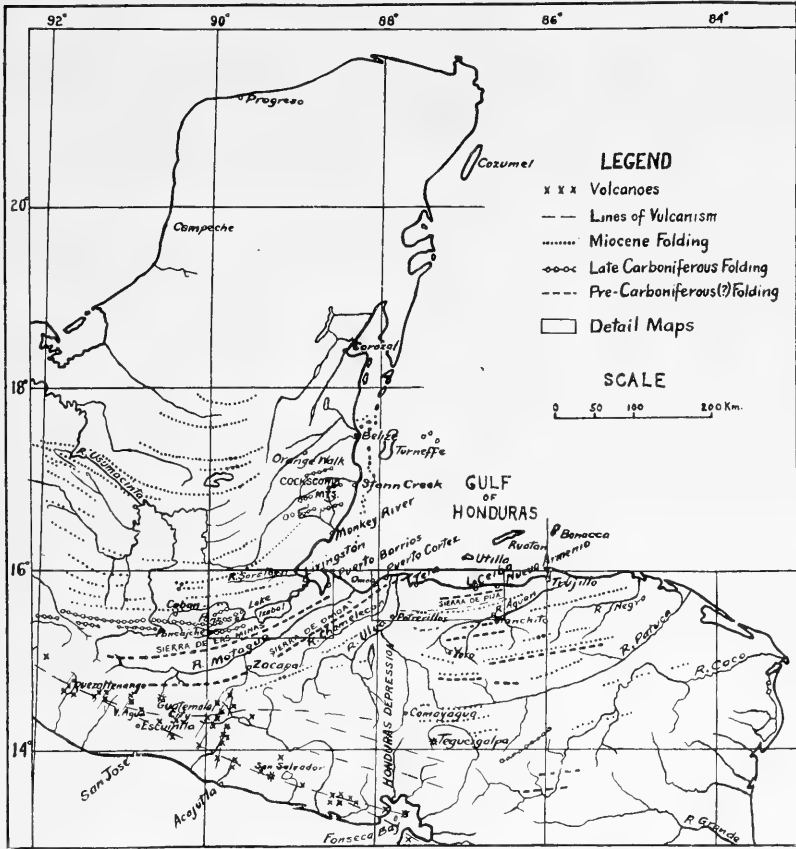 92° 90° 88° 86° 84°
Progreso
Cozumel
LEGEND
Volcanoes
Lines of Vulcanism
Miocene Folding
Late Carboniferous Folding
Pre-Carboniferous(?) Folding
Detail Maps
SCALE
0 50 100 200 Km.
20°
Campeche
Corozal
18°
Belize
Turneffe
R. Usumacinta
Orange Walk
COCKSCOMB
MTS.
Stann Creek
Monkey River
GULF
OF
HONDURAS
Bonacca
Ruatan
Utilla
Livingston
Puerto Barrios
Puerto Cortez
Omoa
Tela
La Ceiba
Nueva Armenia
Trujillo
16°
R. Sarstoon
Coban
Lake
Izabal
Panzos
SIERRA DE LAS MINAS
R. Motagua
SIERRA DE OMOA
R. Chamelecon
R. Ulua
Potrerillos
SIERRA DE PIJA
R. Aguan
Olanchito
Yoro
R. Negro
R. Patuca
R. Coco
Zacapa
Quezaltenango
V. Agua
Guatemala
City
Escuintla
HONDURAS DEPRESSION
Comayagua
Tegucigalpa
14°
San José
Acajutla
San Salvador
Fonseca Bay
R. Grande